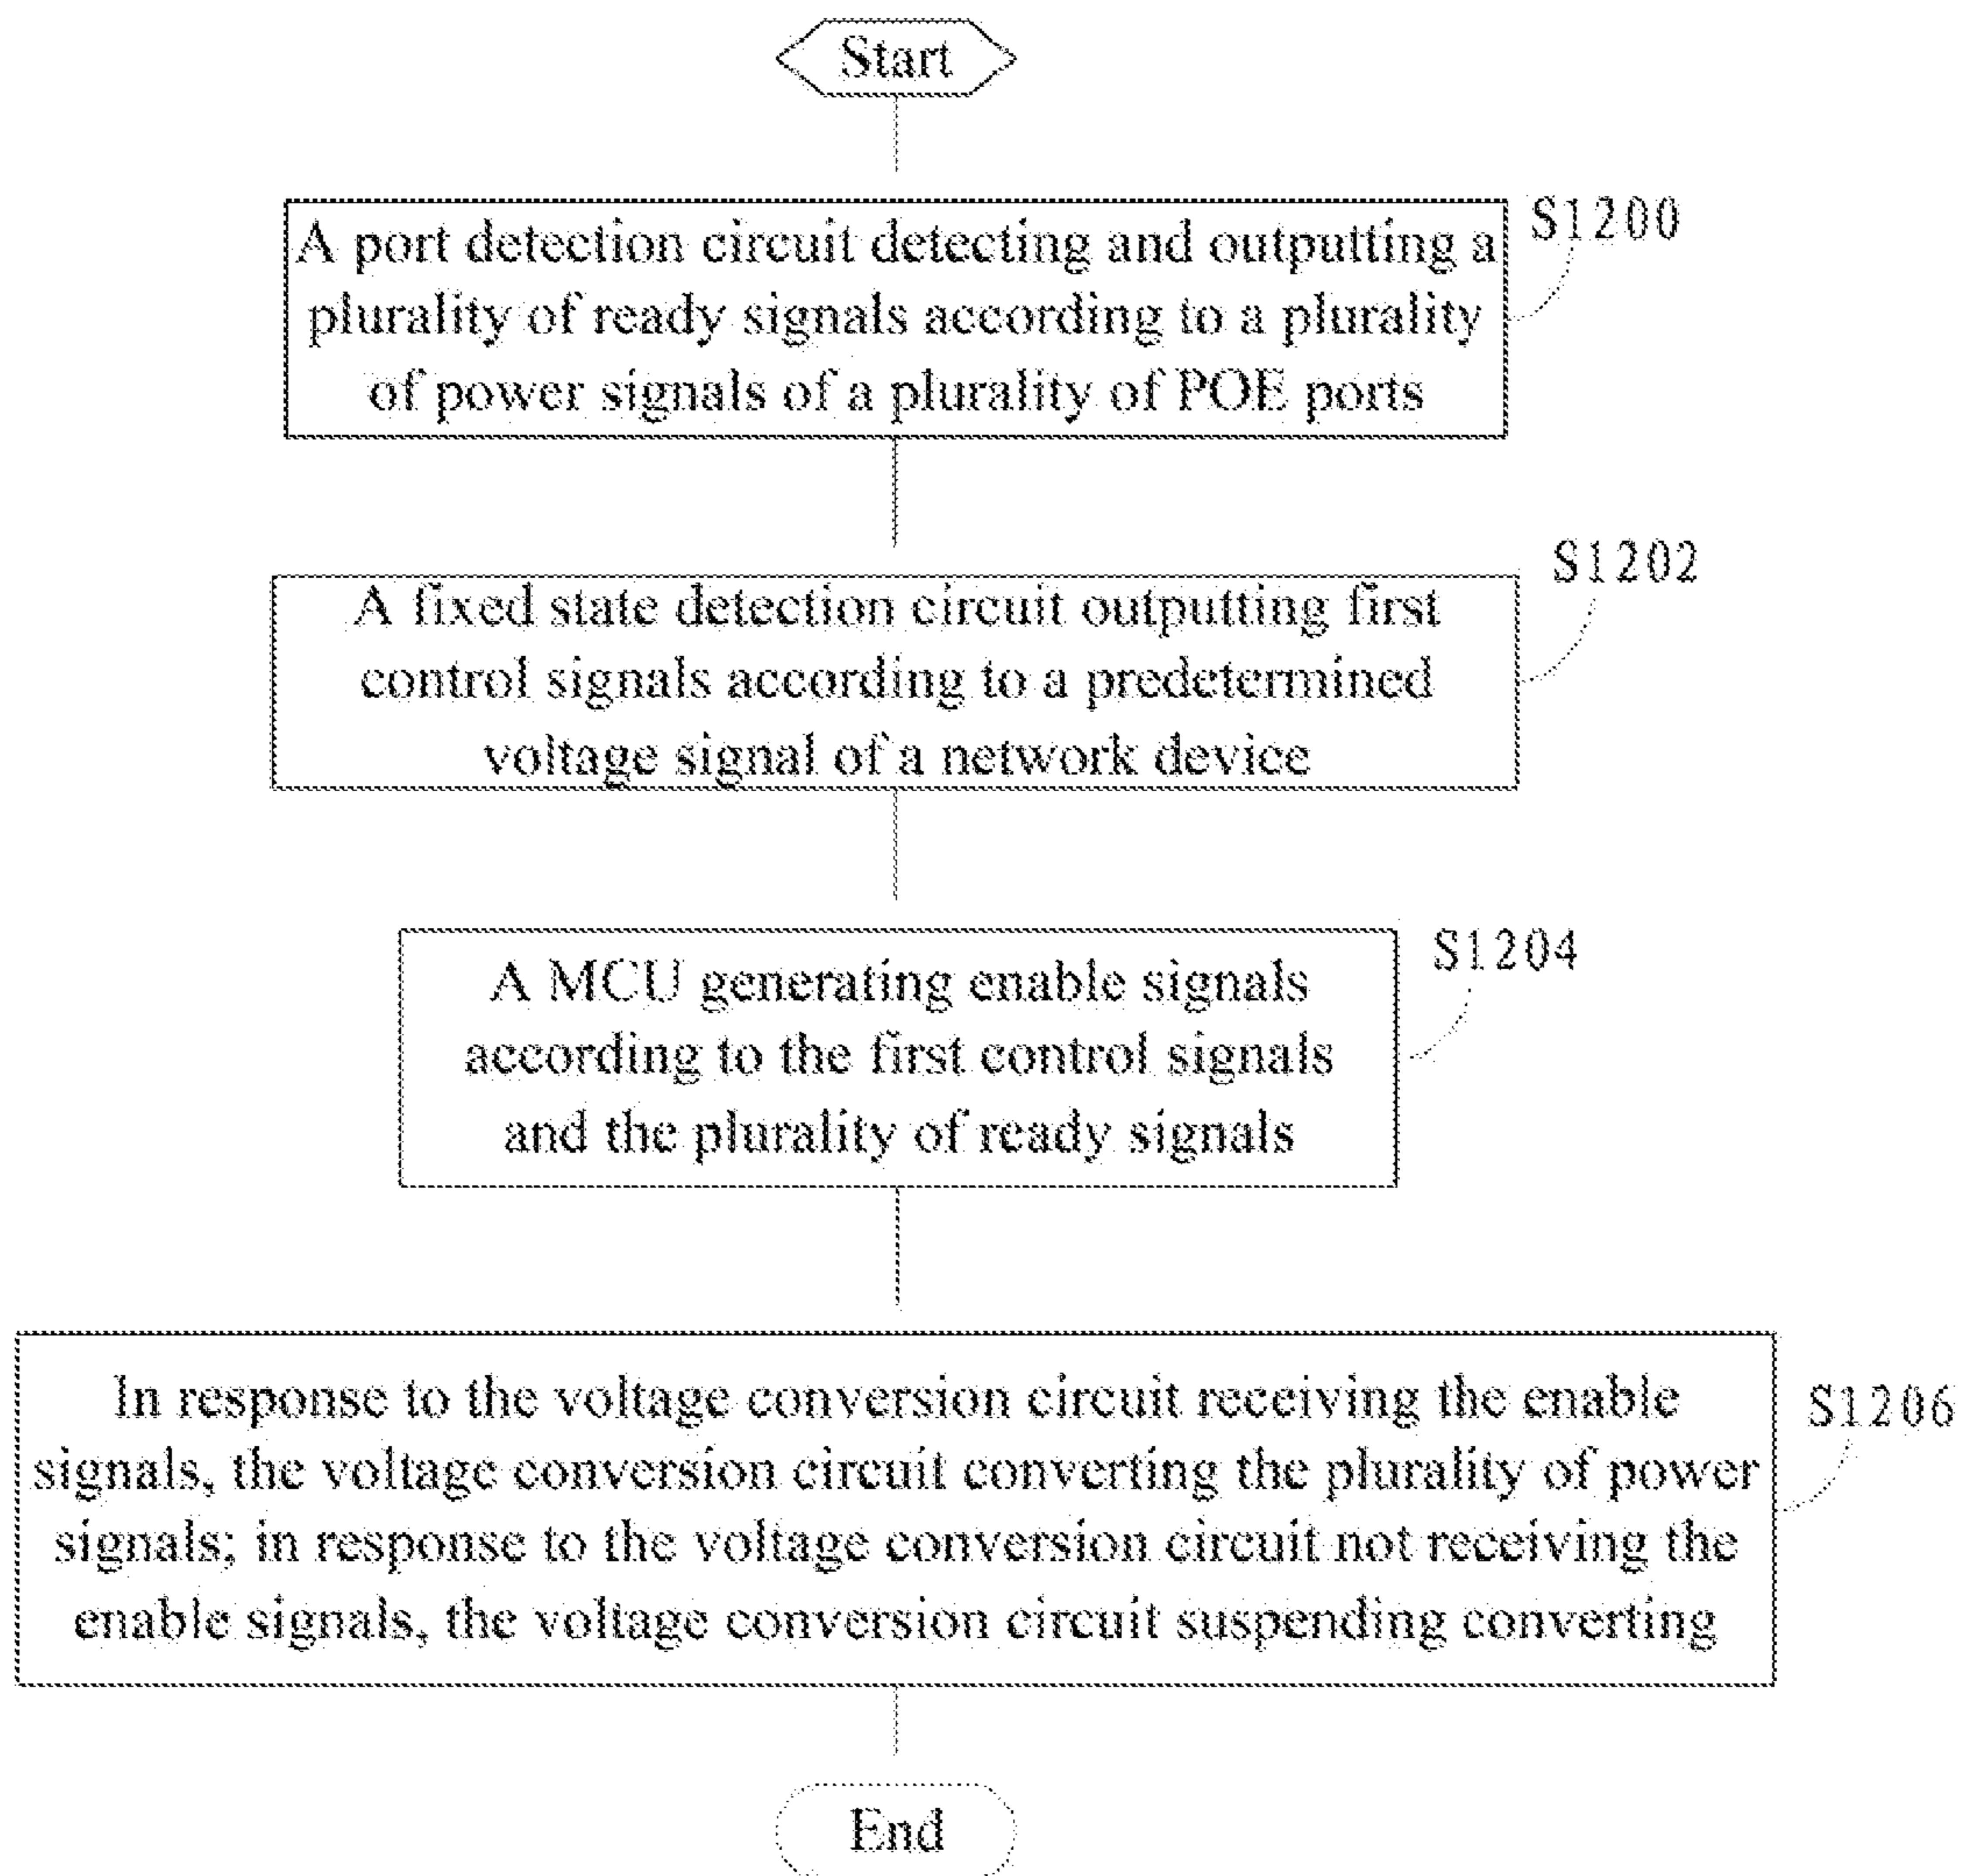 Start
S1200
A port detection circuit detecting and outputting a
plurality of ready signals according to a plurality
of power signals of a plurality of POE ports
S1202
A fixed state detection circuit outputting first
control signals according to a predetermined
voltage signal of a network device
S1204
A MCU generating enable signals
according to the first control signals
and the plurality of ready signals
S1206
In response to the voltage conversion circuit receiving the enable
signals, the voltage conversion circuit converting the plurality of power
signals; in response to the voltage conversion circuit not receiving the
enable signals, the voltage conversion circuit suspending converting
End